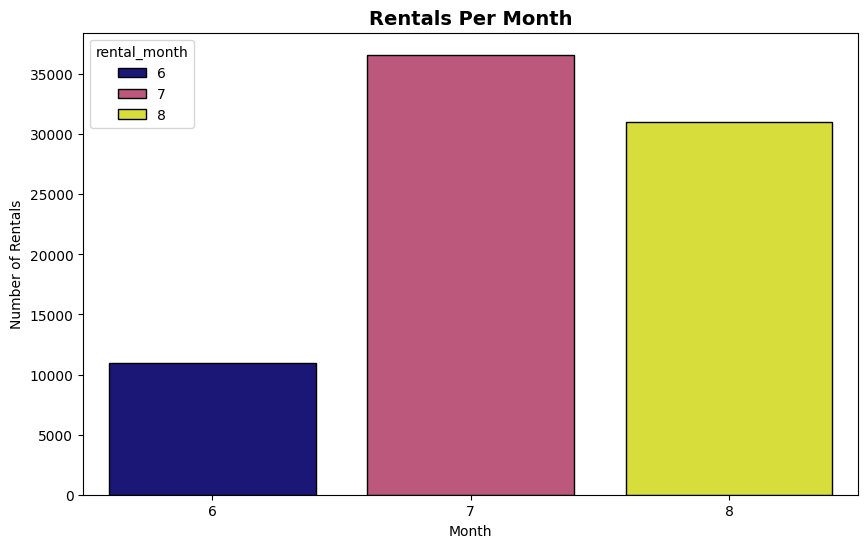 Rentals Per Month
rental_month
6
7
8
35000
30000
25000
20000
15000
10000
5000
0
Number of Rentals
6 7 8
Month